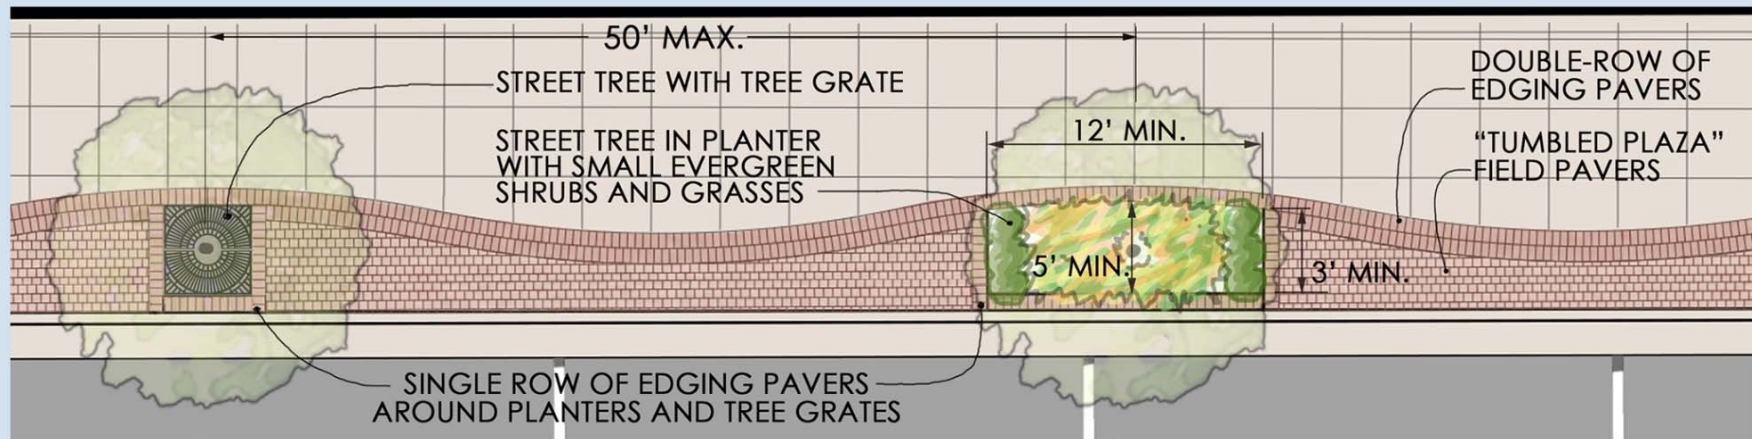 50' MAX.
STREET TREE WITH TREE GRATE
STREET TREE IN PLANTER
WITH SMALL EVERGREEN
SHRUBS AND GRASSES
12' MIN.
5' MIN.
3' MIN.
DOUBLE-ROW OF
EDGING PAVERS
“TUMBLED PLAZA”
FIELD PAVERS
SINGLE ROW OF EDGING PAVERS
AROUND PLANTERS AND TREE GRATES